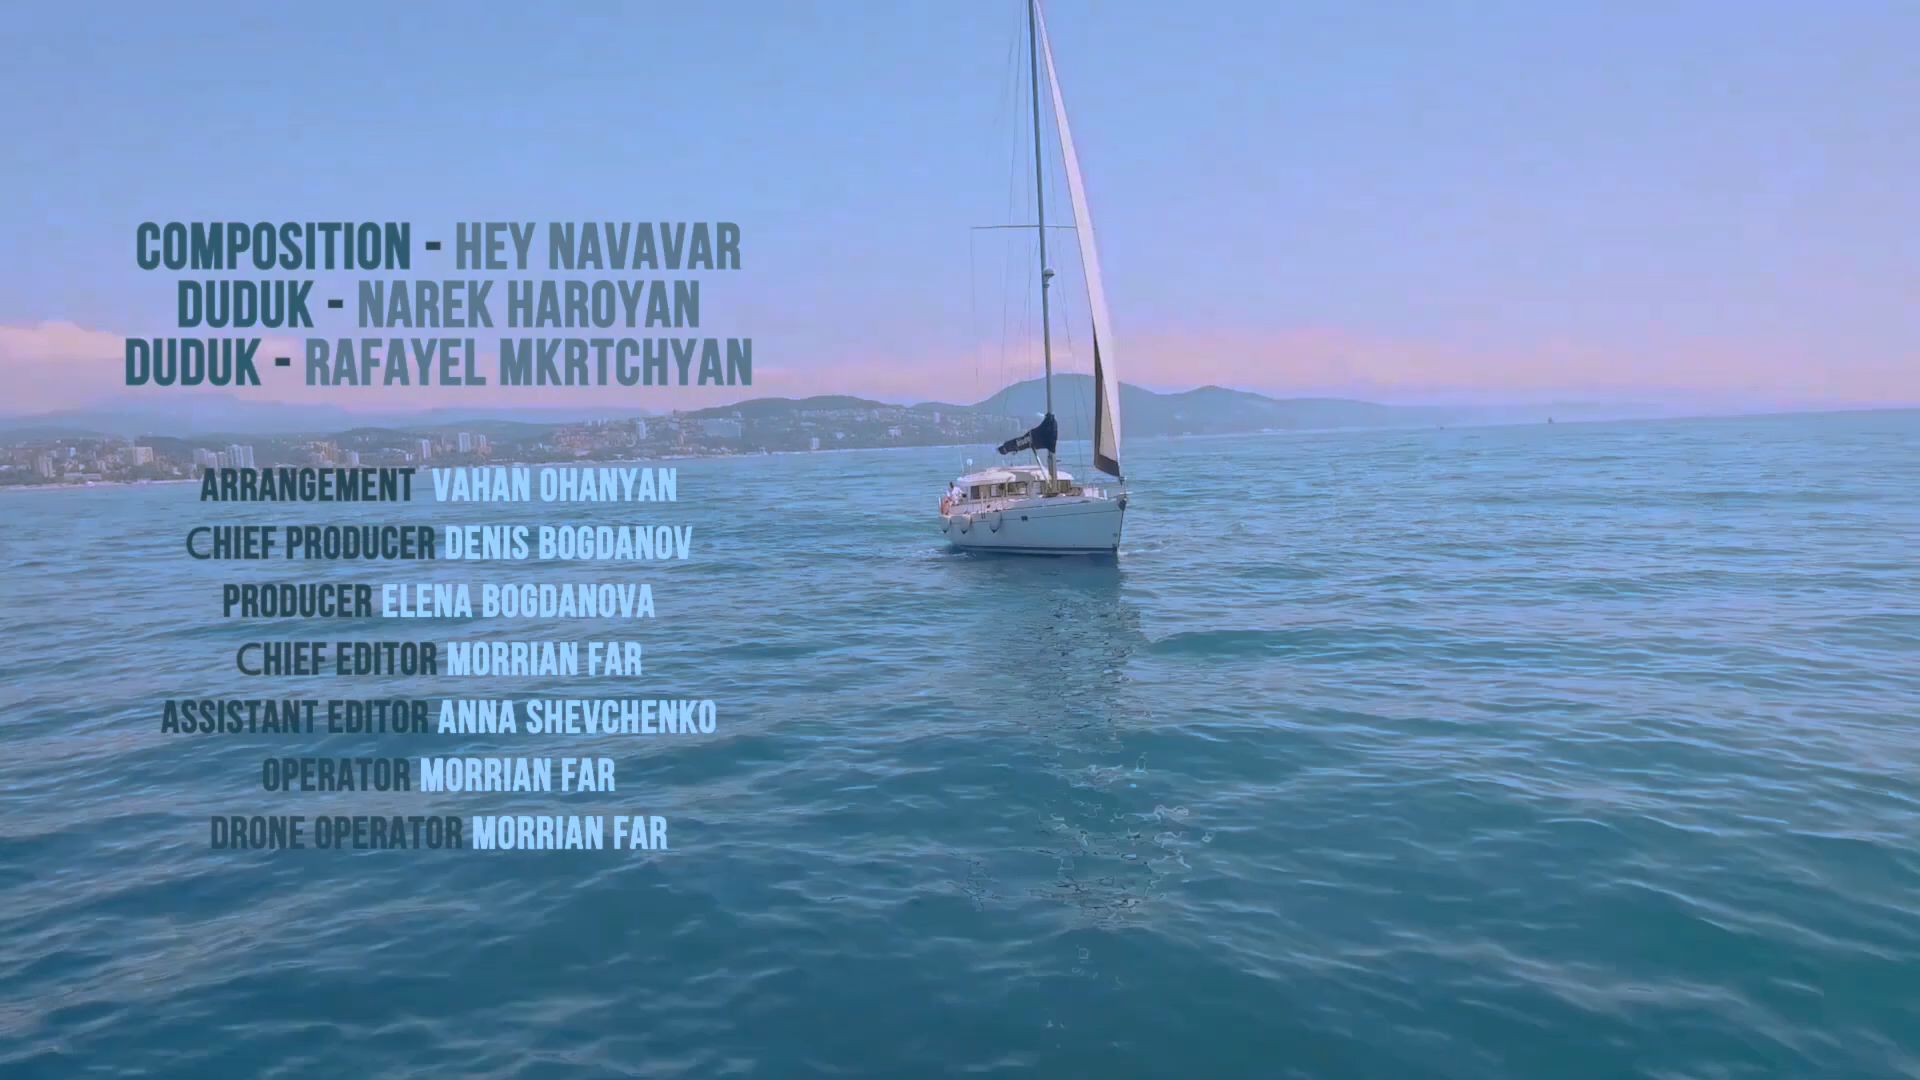 COMPOSITION - HEY NAVAVAR
DUDUK - NAREK HAROYAN
DUDUK - RAFAYEL MKRTCHYAN
ARRANGEMENT VAHAN OHANYAN
CHIEF PRODUCER DENIS BOGDANOV
PRODUCER ELENA BOGDANOVA
CHIEF EDITOR MORRIAN FAR
ASSISTANT EDITOR ANNA SHEVCHENKO
OPERATOR MORRIAN FAR
DRONE OPERATOR MORRIAN FAR